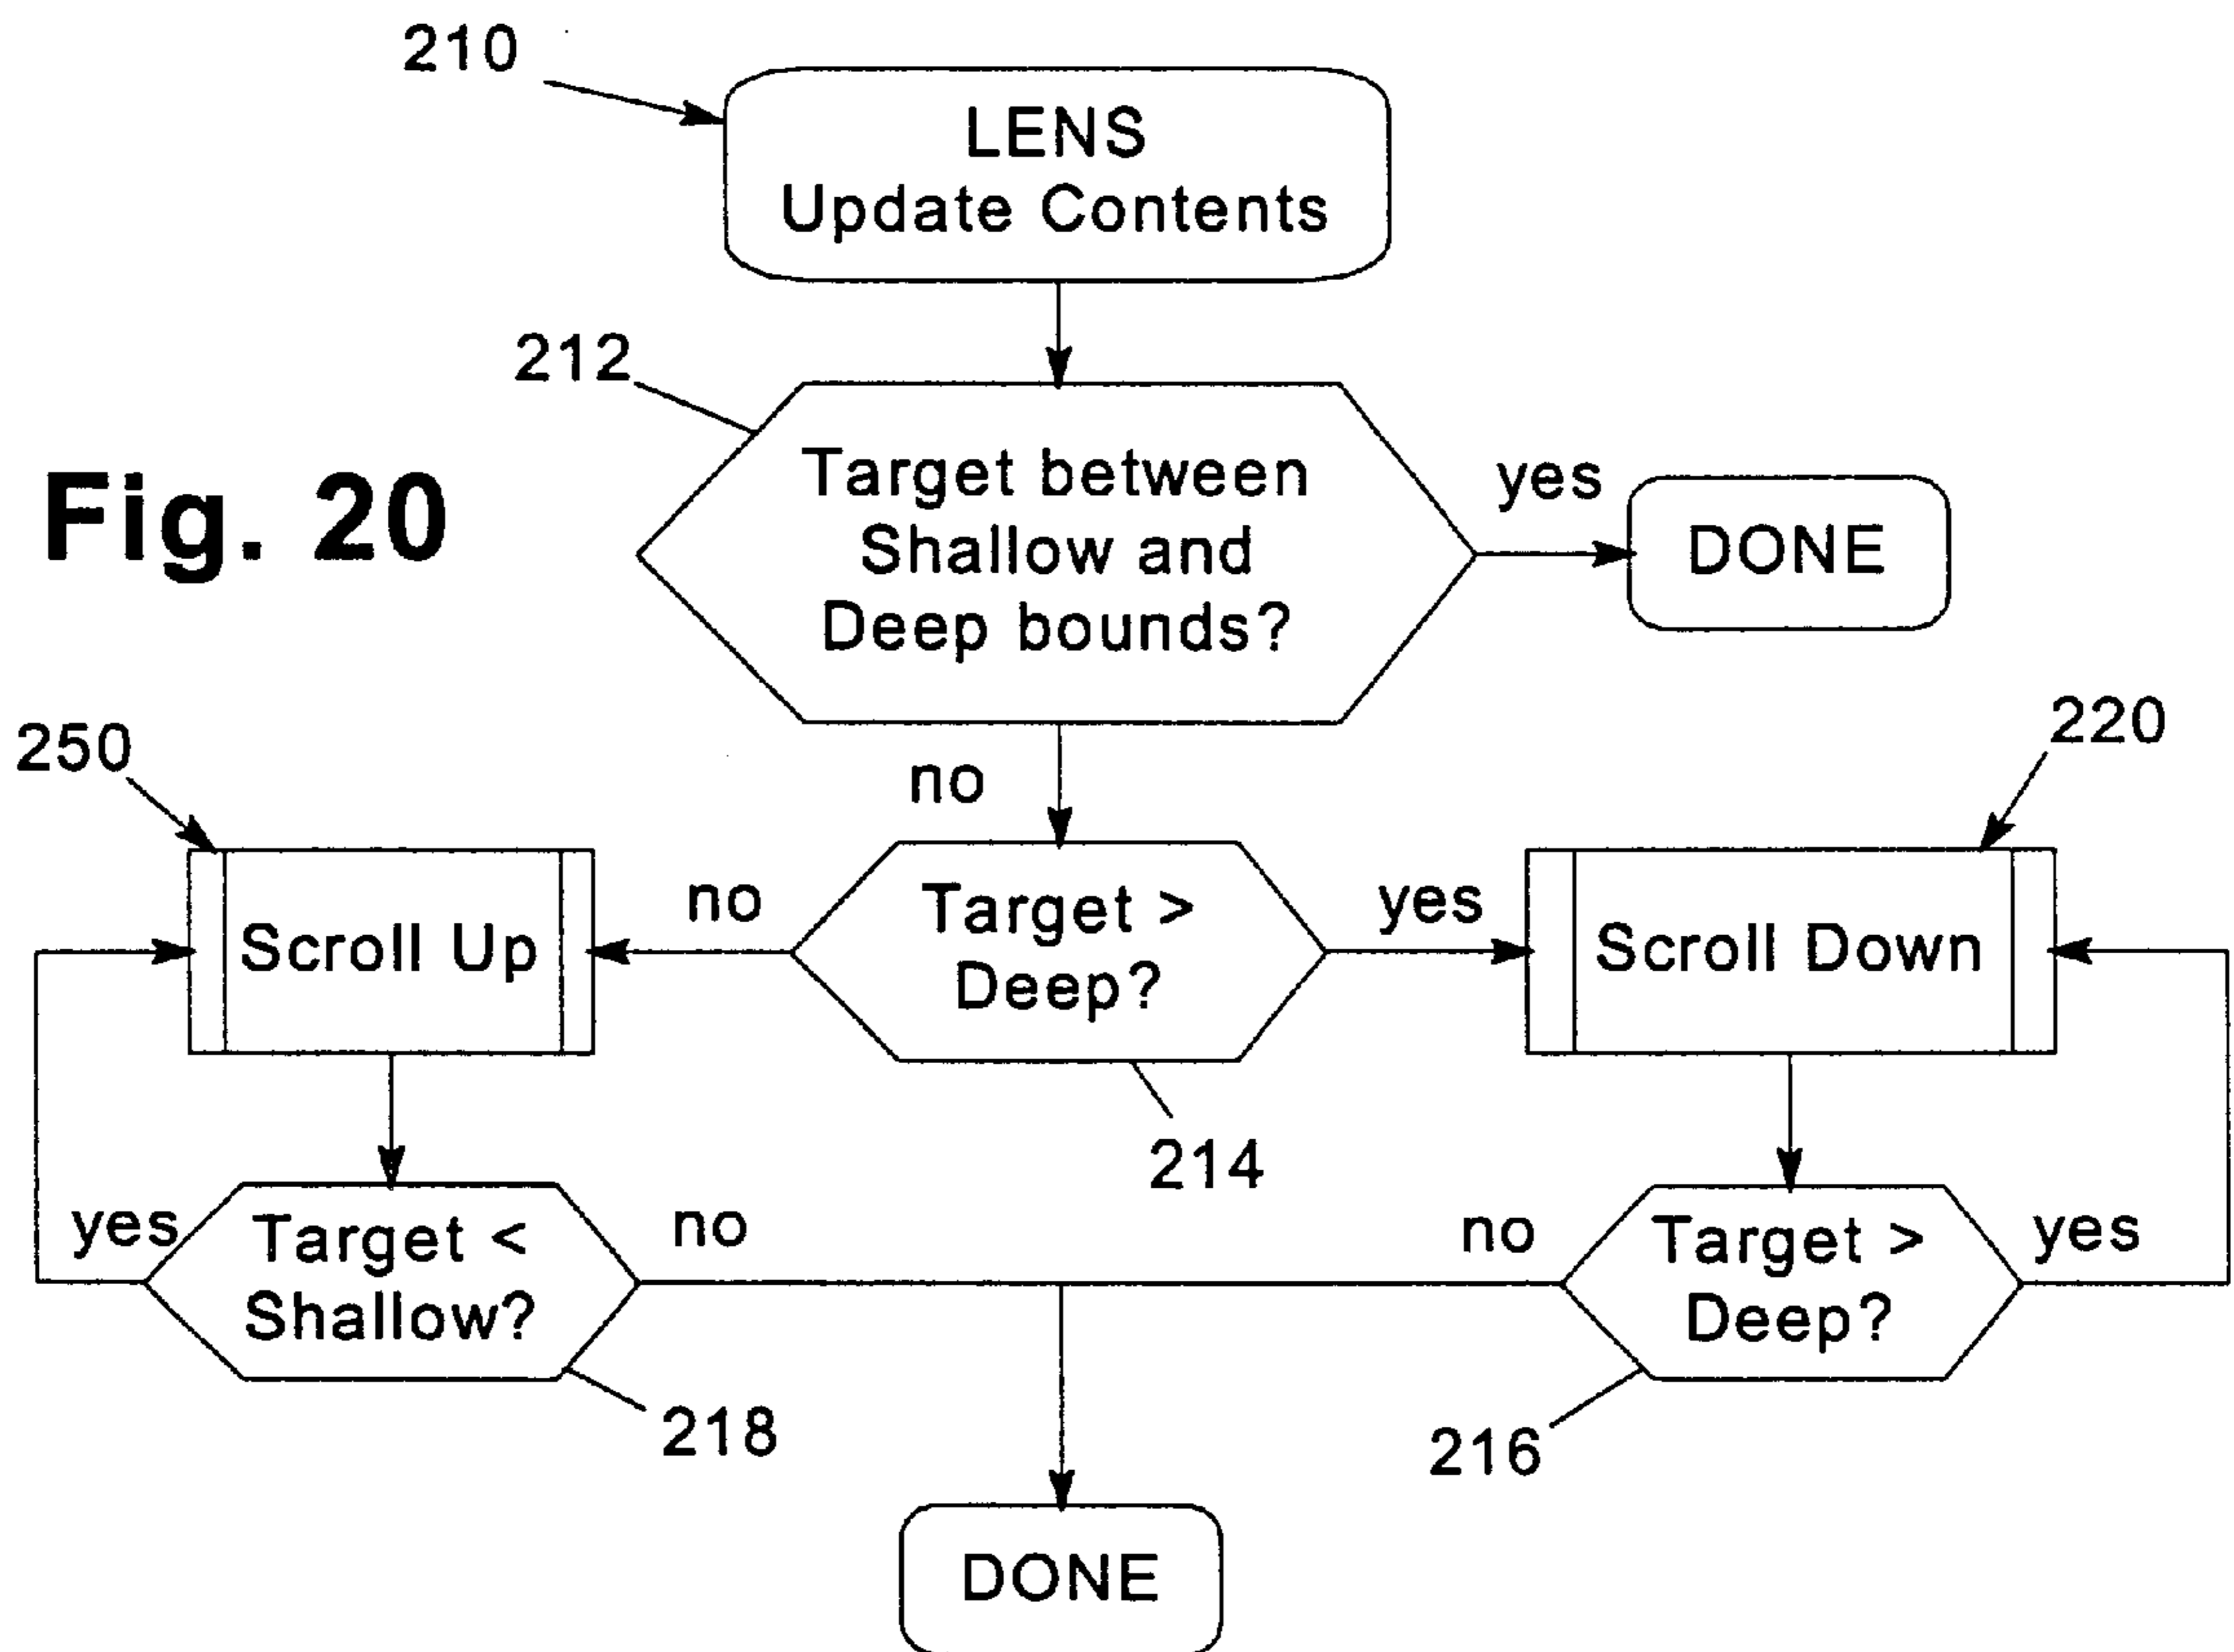 210
LENS
Update Contents
212
Target between
Shallow and
Deep bounds?
yes
DONE
Fig. 20
no
250
220
Scroll Up
no
Target >
Deep?
yes
Scroll Down
214
yes
Target <
Shallow?
no
no
Target >
Deep?
yes
218
216
DONE